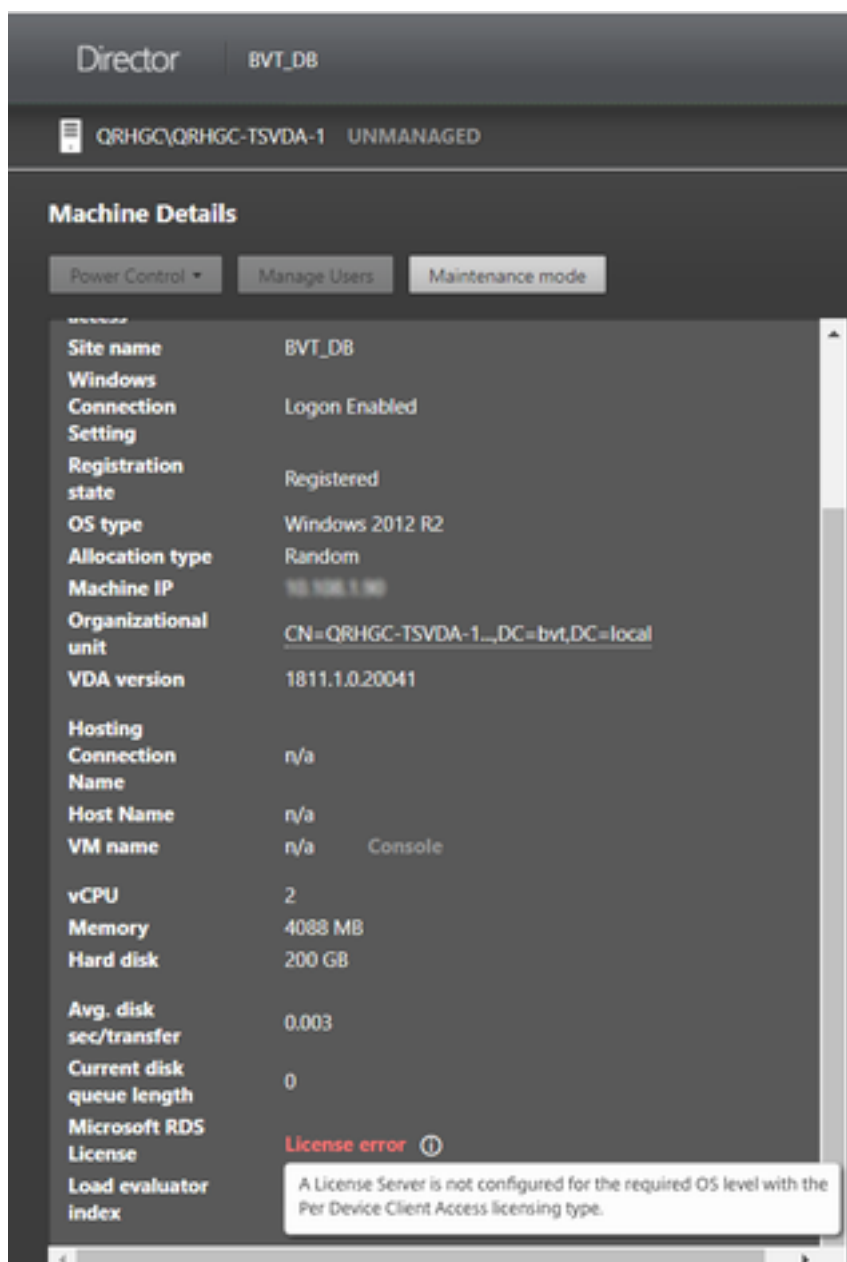 Director BVT_DB
QRHGC\QRHGC-TSVDA-1 UNMANAGED
Machine Details
Power Control Manage Users Maintenance mode
access
Site name BVT_DB
Windows
Connection Logon Enabled
Setting
Registration
state Registered
OS type Windows 2012 R2
Allocation type Random
Machine IP
Organizational
unit CN=QRHGC-TSVDA-1...,DC=bvt,DC=local
VDA version 1811.1.0.20041
Hosting
Connection n/a
Name
Host Name n/a
VM name n/a Console
vCPU 2
Memory 4088 MB
Hard disk 200 GB
Avg. disk
sec/transfer 0.003
Current disk
queue length 0
Microsoft RDS
License License error
Load evaluator
index
A License Server is not configured for the required OS level with the
Per Device Client Access licensing type.